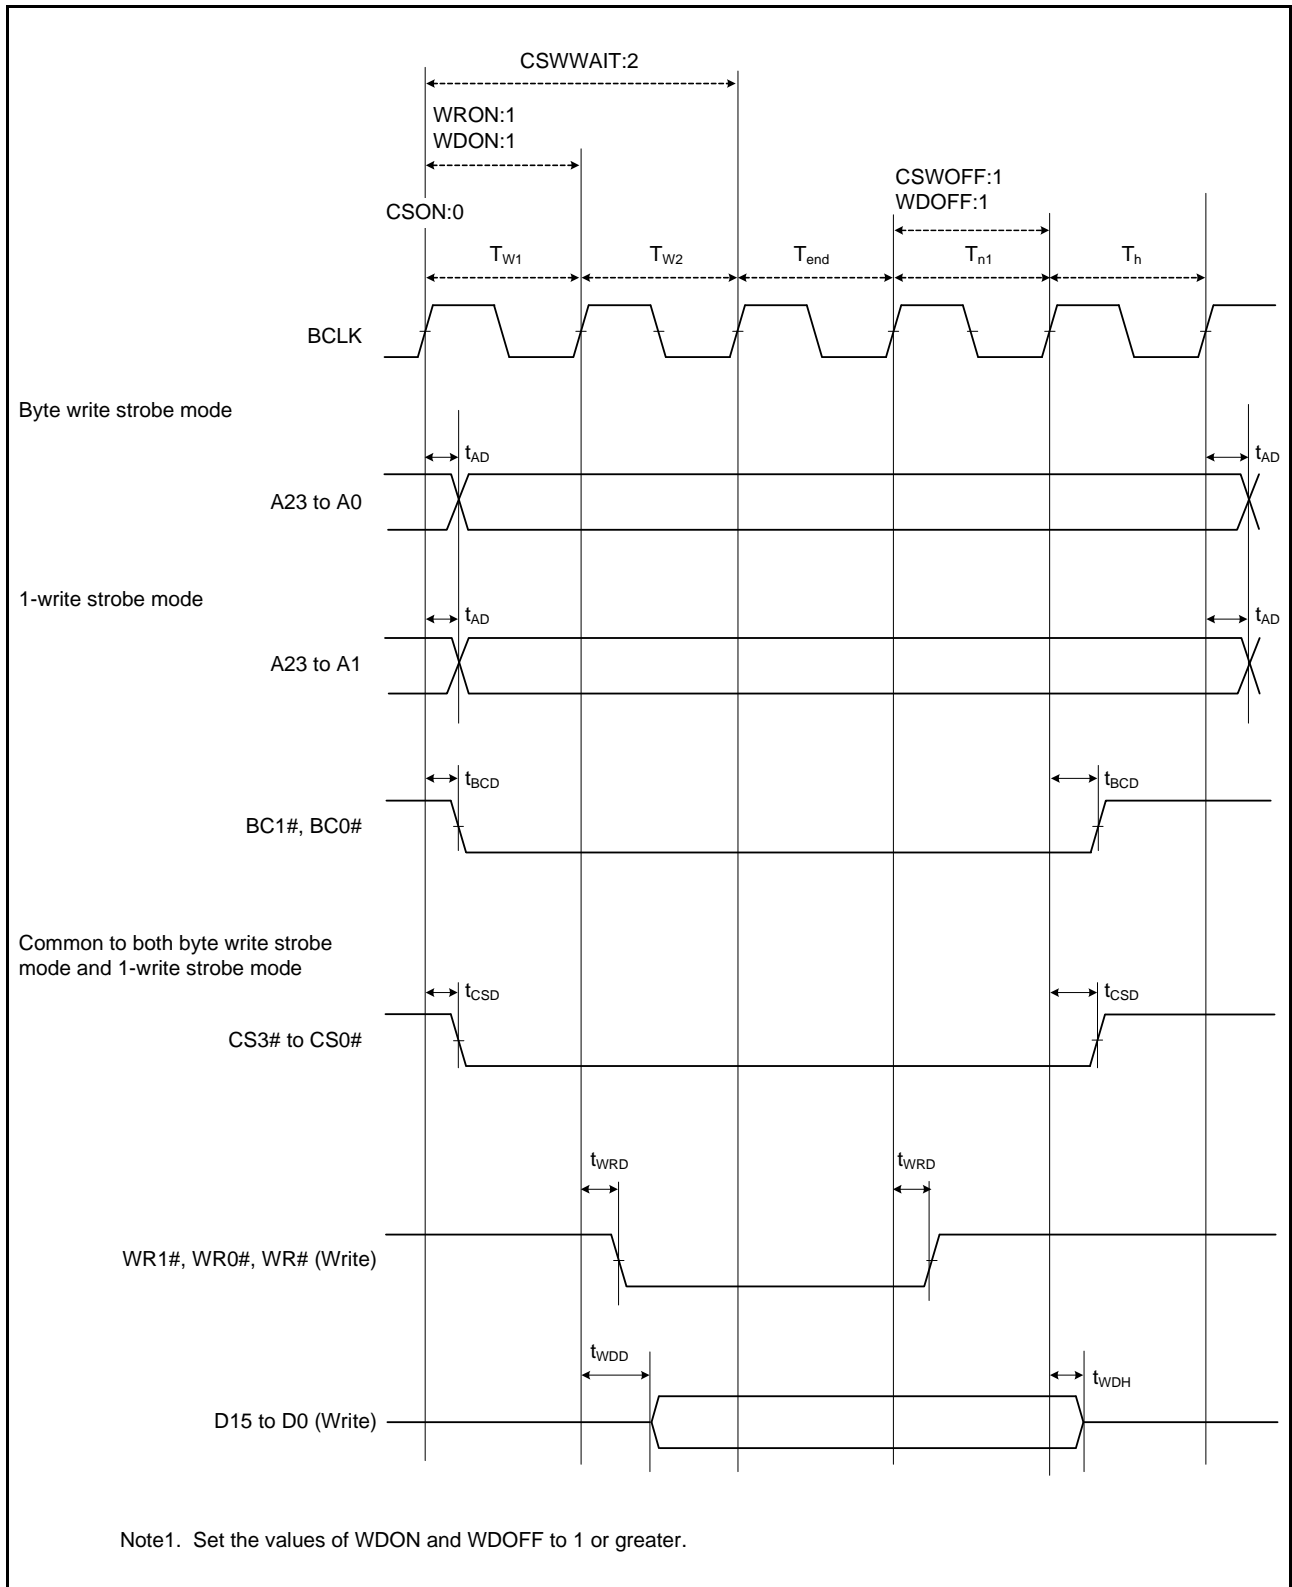 CSWWAIT:2
WRON:1
WDON:1
CSWOFF:1
WDOFF:1
CSON:0
TW1 TW2 Tend Tn1 Th
BCLK
Byte write strobe mode
tAD tAD
A23 to A0
1-write strobe mode
tAD tAD
A23 to A1
tBCD tBCD
BC1#, BC0#
Common to both byte write strobe
mode and 1-write strobe mode
tCSD tCSD
CS3# to CS0#
tWRD tWRD
WR1#, WR0#, WR# (Write)
tWDD tWDH
D15 to D0 (Write)
Note1. Set the values of WDON and WDOFF to 1 or greater.